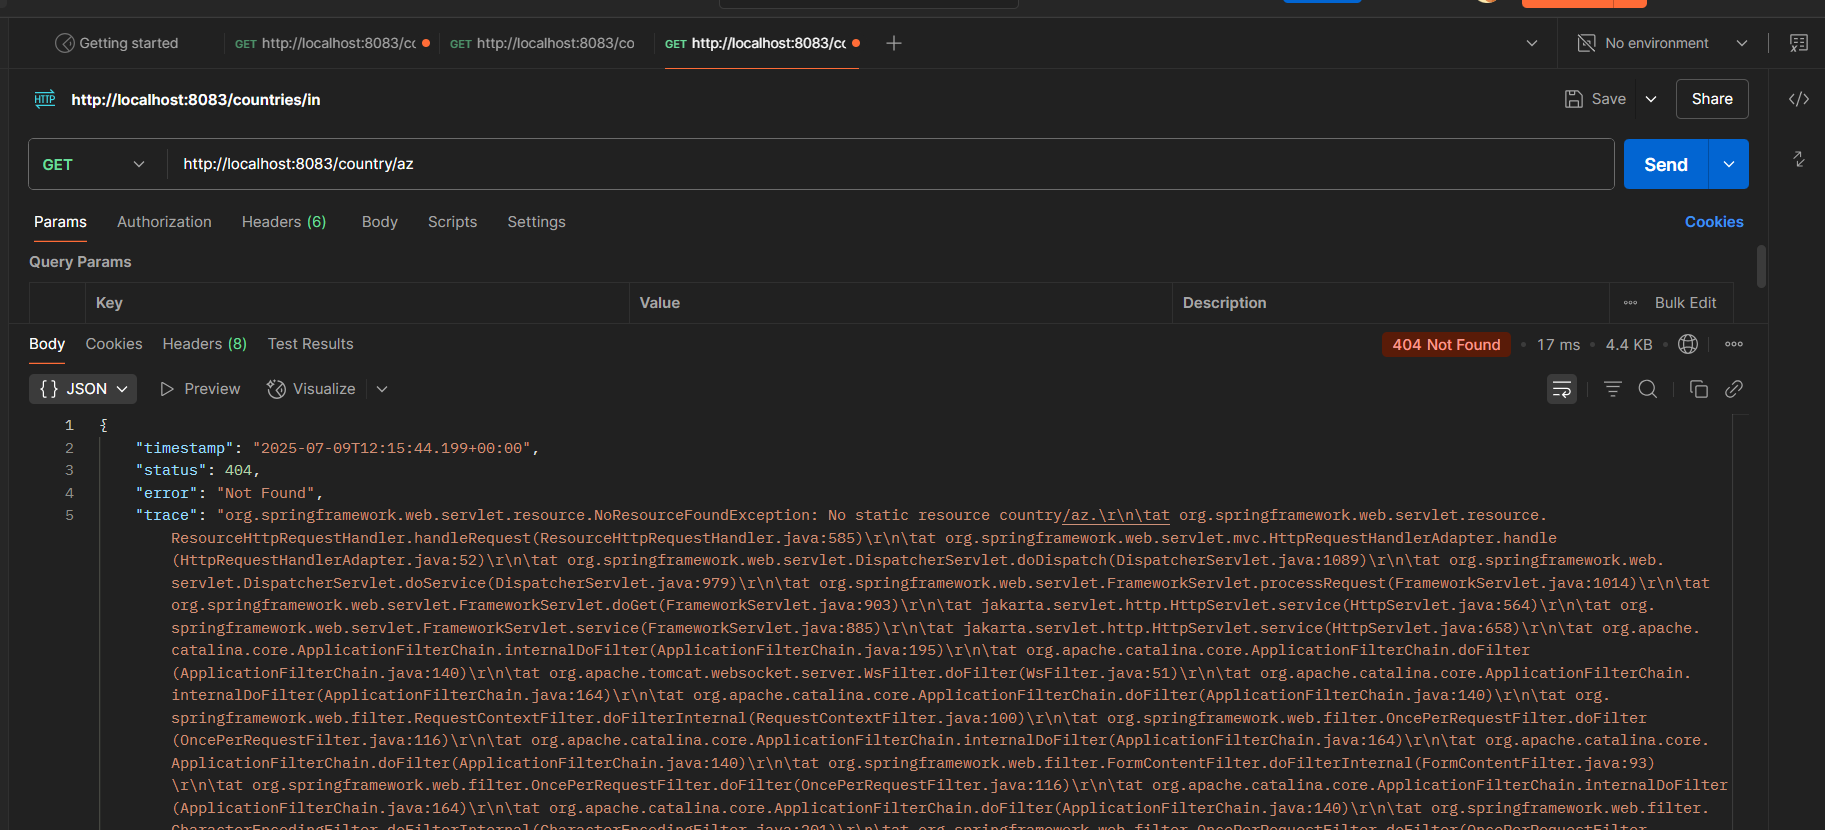 Getting started
GET http://localhost:8083/cc
GET http://localhost:8083/co
GET http://localhost:8083/cc
No environment
HTTP http://localhost:8083/countries/in
Save
Share
GET
http://localhost:8083/country/az
Send
Params
Authorization
Headers (6)
Body
Scripts
Settings
Cookies
Query Params
Key
Value
Description
Bulk Edit
Body
Cookies
Headers (8)
Test Results
404 Not Found
17 ms
4.4 KB
{} JSON
Preview
Visualize
1 {
2 "timestamp": "2025-07-09T12:15:44.199+00:00",
3 "status": 404,
4 "error": "Not Found",
5 "trace": "org.springframework.web.servlet.resource.NoResourceFoundException: No static resource country/az.\r\n\tat org.springframework.web.servlet.resource.
ResourceHttpRequestHandler.handleRequest(ResourceHttpRequestHandler.java:585)\r\n\tat org.springframework.web.servlet.mvc.HttpRequestHandlerAdapter.handle
(HttpRequestHandlerAdapter.java:52)\r\n\tat org.springframework.web.servlet.DispatcherServlet.doDispatch(DispatcherServlet.java:1089)\r\n\tat org.springframework.web.
servlet.DispatcherServlet.doService(DispatcherServlet.java:979)\r\n\tat org.springframework.web.servlet.FrameworkServlet.processRequest(FrameworkServlet.java:1014)\r\n\tat
org.springframework.web.servlet.FrameworkServlet.doGet(FrameworkServlet.java:903)\r\n\tat jakarta.servlet.http.HttpServlet.service(HttpServlet.java:564)\r\n\tat org.
springframework.web.servlet.FrameworkServlet.service(FrameworkServlet.java:885)\r\n\tat jakarta.servlet.http.HttpServlet.service(HttpServlet.java:658)\r\n\tat org.apache.
catalina.core.ApplicationFilterChain.internalDoFilter(ApplicationFilterChain.java:195)\r\n\tat org.apache.catalina.core.ApplicationFilterChain.doFilter
(ApplicationFilterChain.java:140)\r\n\tat org.apache.tomcat.websocket.server.WsFilter.doFilter(WsFilter.java:51)\r\n\tat org.apache.catalina.core.ApplicationFilterChain.
internalDoFilter(ApplicationFilterChain.java:164)\r\n\tat org.apache.catalina.core.ApplicationFilterChain.doFilter(ApplicationFilterChain.java:140)\r\n\tat org.
springframework.web.filter.RequestContextFilter.doFilterInternal(RequestContextFilter.java:100)\r\n\tat org.springframework.web.filter.OncePerRequestFilter.doFilter
(OncePerRequestFilter.java:116)\r\n\tat org.apache.catalina.core.ApplicationFilterChain.internalDoFilter(ApplicationFilterChain.java:164)\r\n\tat org.apache.catalina.core.
ApplicationFilterChain.doFilter(ApplicationFilterChain.java:140)\r\n\tat org.springframework.web.filter.FormContentFilter.doFilterInternal(FormContentFilter.java:93)
\r\n\tat org.springframework.web.filter.OncePerRequestFilter.doFilter(OncePerRequestFilter.java:116)\r\n\tat org.apache.catalina.core.ApplicationFilterChain.internalDoFilter
(ApplicationFilterChain.java:164)\r\n\tat org.apache.catalina.core.ApplicationFilterChain.doFilter(ApplicationFilterChain.java:140)\r\n\tat org.springframework.web.filter.
CharacterEncodingFilter.doFilterInternal(CharacterEncodingFilter.java:201)\r\n\tat org.springframework.web.filter.OncePerRequestFilter.doFilter(OncePerRequestFilter.